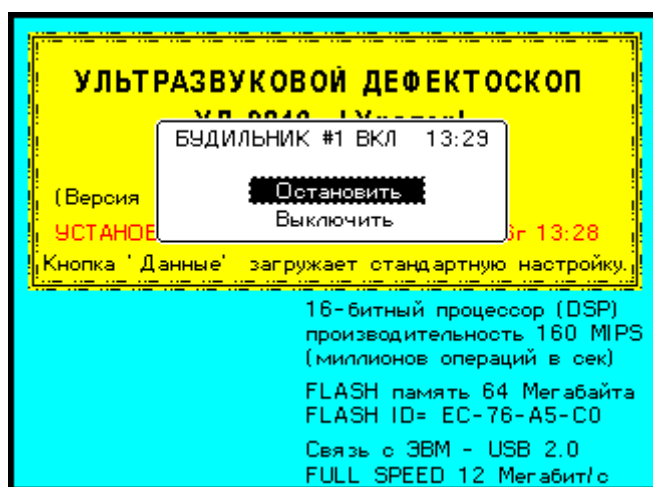 УЛЬТРАЗВУКОВОЙ ДЕФЕКТОСКОП
БУДИЛЬНИК #1 ВКЛ 13:29
Остановить
Выключить
(Версия
13:28
Кнопка 'Данные' загружает стандартную настройку.
16-битный процессор (DSP)
производительность 160 MIPS
(миллионов операций в сек)
FLASH память 64 Мегабайта
FLASH ID= EC-76-A5-C0
Связь с ЭВМ - USB 2.0
FULL SPEED 12 Мегабит/с